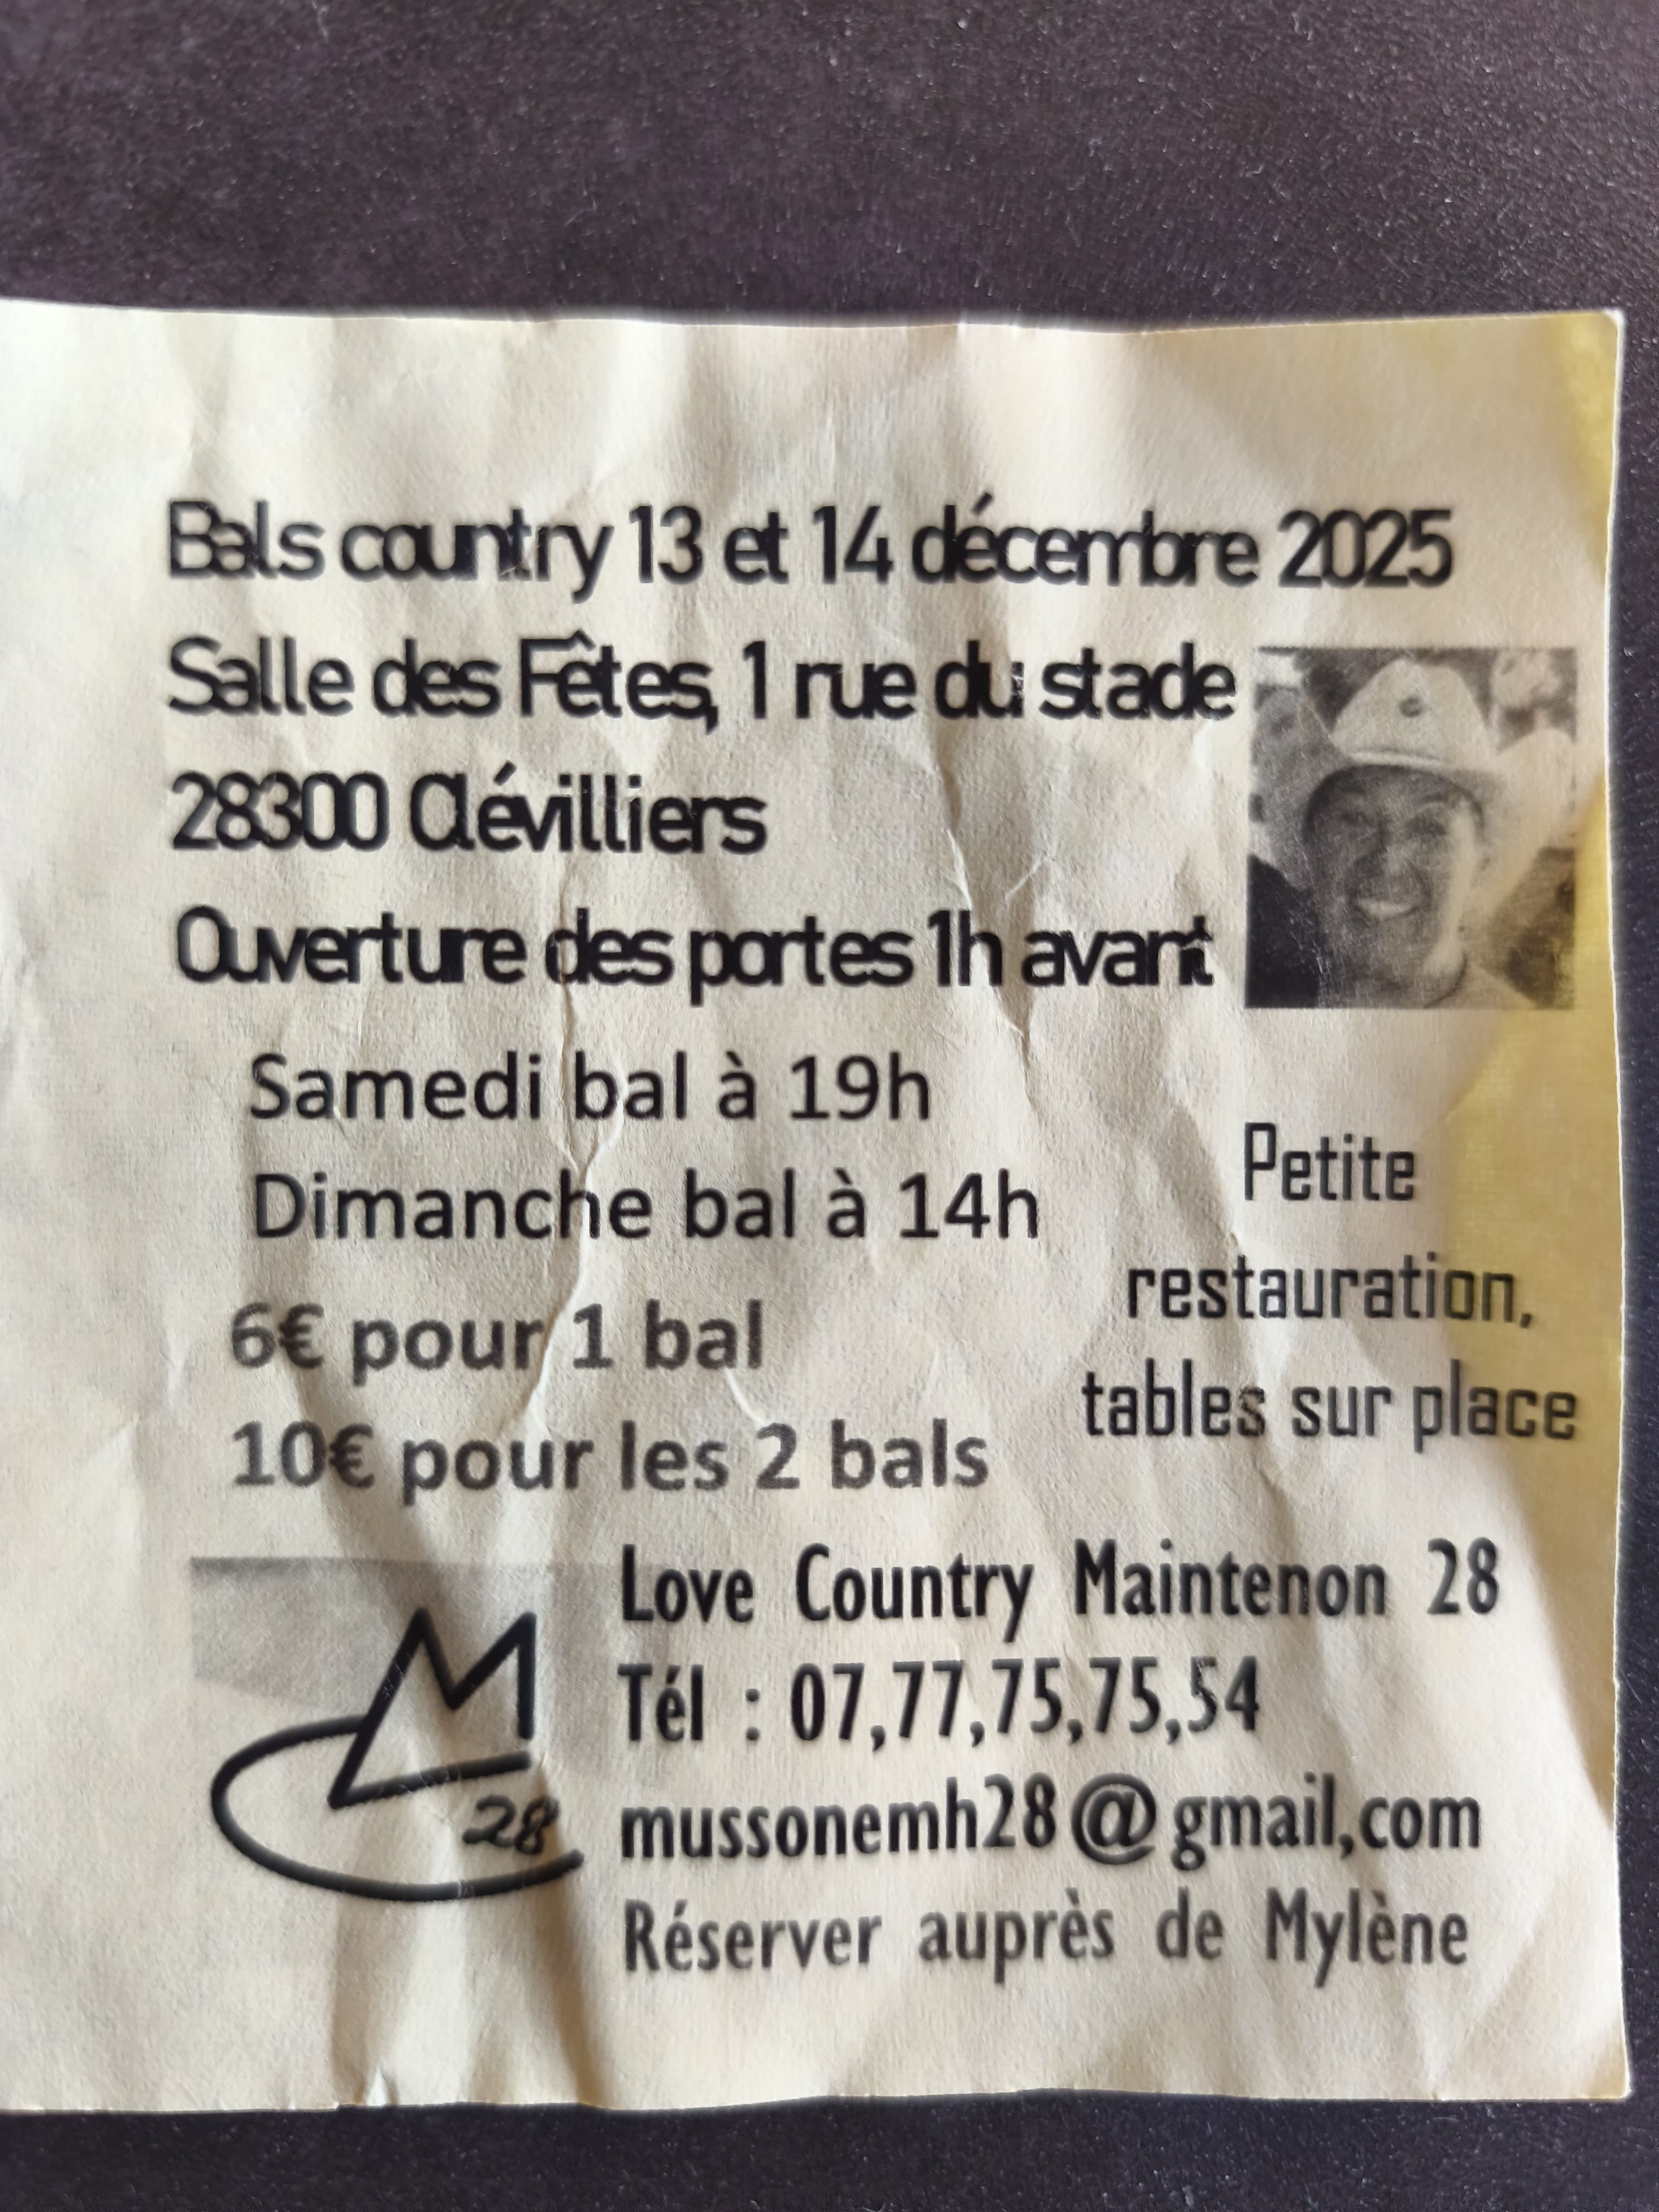 Bals country 13 et 14 décembre 2025
Salle des Fêtes, 1 rue du stade
28300 Clévilliers
Ouverture des portes 1h avant
Samedi bal à 19h
Dimanche bal à 14h
6€ pour 1 bal
10€ pour les 2 bals
Petite
restauration,
tables sur place
Love Country Maintenon 28
Tél : 07,77,75,75,54
mussonemh28@gmail,com
Réserver auprès de Mylène
M
28